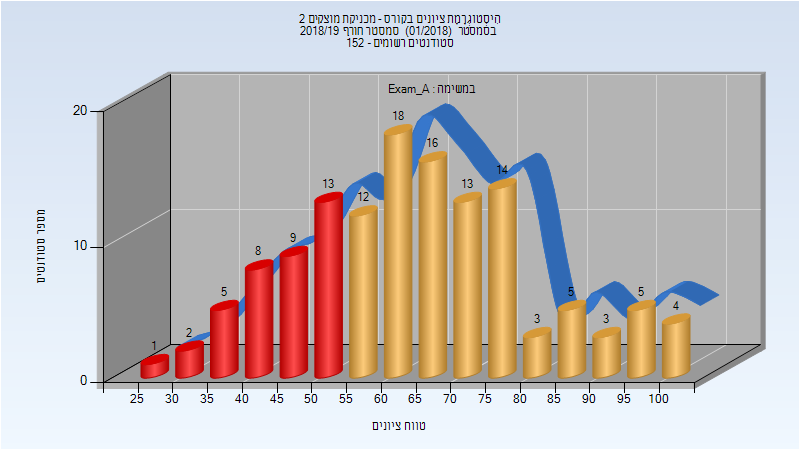 היסטוגרמת ציונים בקורס - מכניקת מוצקים 2
בסמסטר (01/2018) סמסטר חורף 2018/19
סטודנטים רשומים - 152
במשימה : Exam_A
מספר סטודנטים
20
10
0
1
2
5
8
9
13
12
18
16
13
14
3
5
3
5
4
25 30 35 40 45 50 55 60 65 70 75 80 85 90 95 100
טווח ציונים